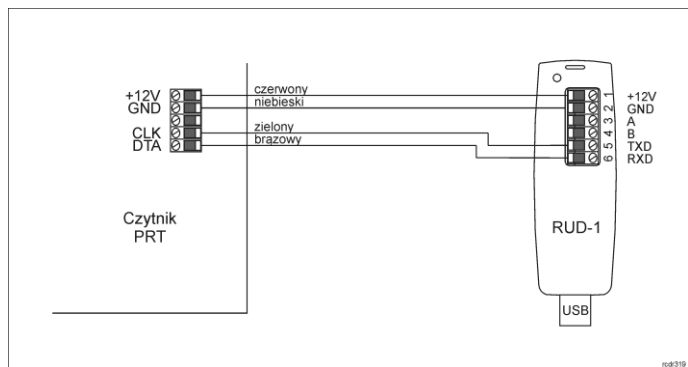 +12V
GND
CLK
DTA
czerwony
niebieski
zielony
brązowy
Czytnik
PRT
1
2
3
4
5
6
+12V
GND
A
B
TXD
RXD
RUD-1
USB
rcdr319